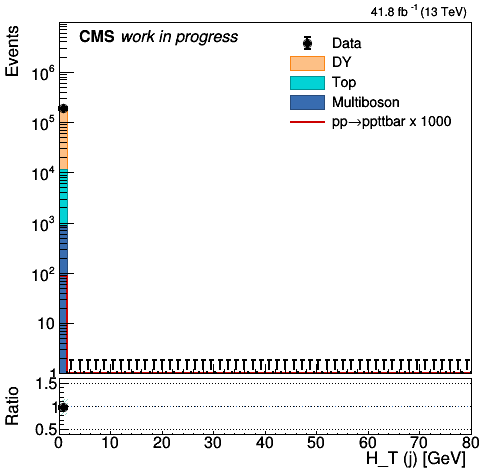 41.8 fb⁻¹ (13 TeV)
CMS work in progress
Events
Data
DY
Top
Multiboson
pp→ppttbar x 1000
10⁶
10⁵
10⁴
10³
10²
10
1
Ratio
1.5
1
0.5
0 10 20 30 40 50 60 70 80
H_T (j) [GeV]